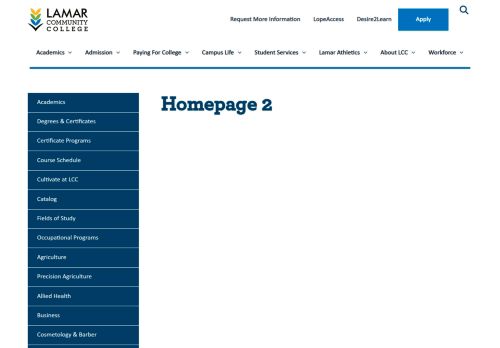 LAMAR
COMMUNITY
COLLEGE
Request More Information LopeAccess Desire2Learn Apply
Academics Admission Paying For College Campus Life Student Services Lamar Athletics About LCC Workforce
Homepage 2
Academics
Degrees & Certificates
Certificate Programs
Course Schedule
Cultivate at LCC
Catalog
Fields of Study
Occupational Programs
Agriculture
Precision Agriculture
Allied Health
Business
Cosmetology & Barber